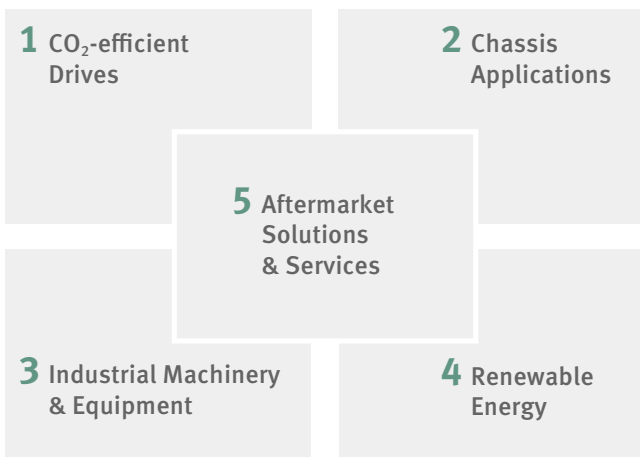 1 CO₂-efficient
Drives
2 Chassis
Applications
5 Aftermarket
Solutions
& Services
3 Industrial Machinery
& Equipment
4 Renewable
Energy